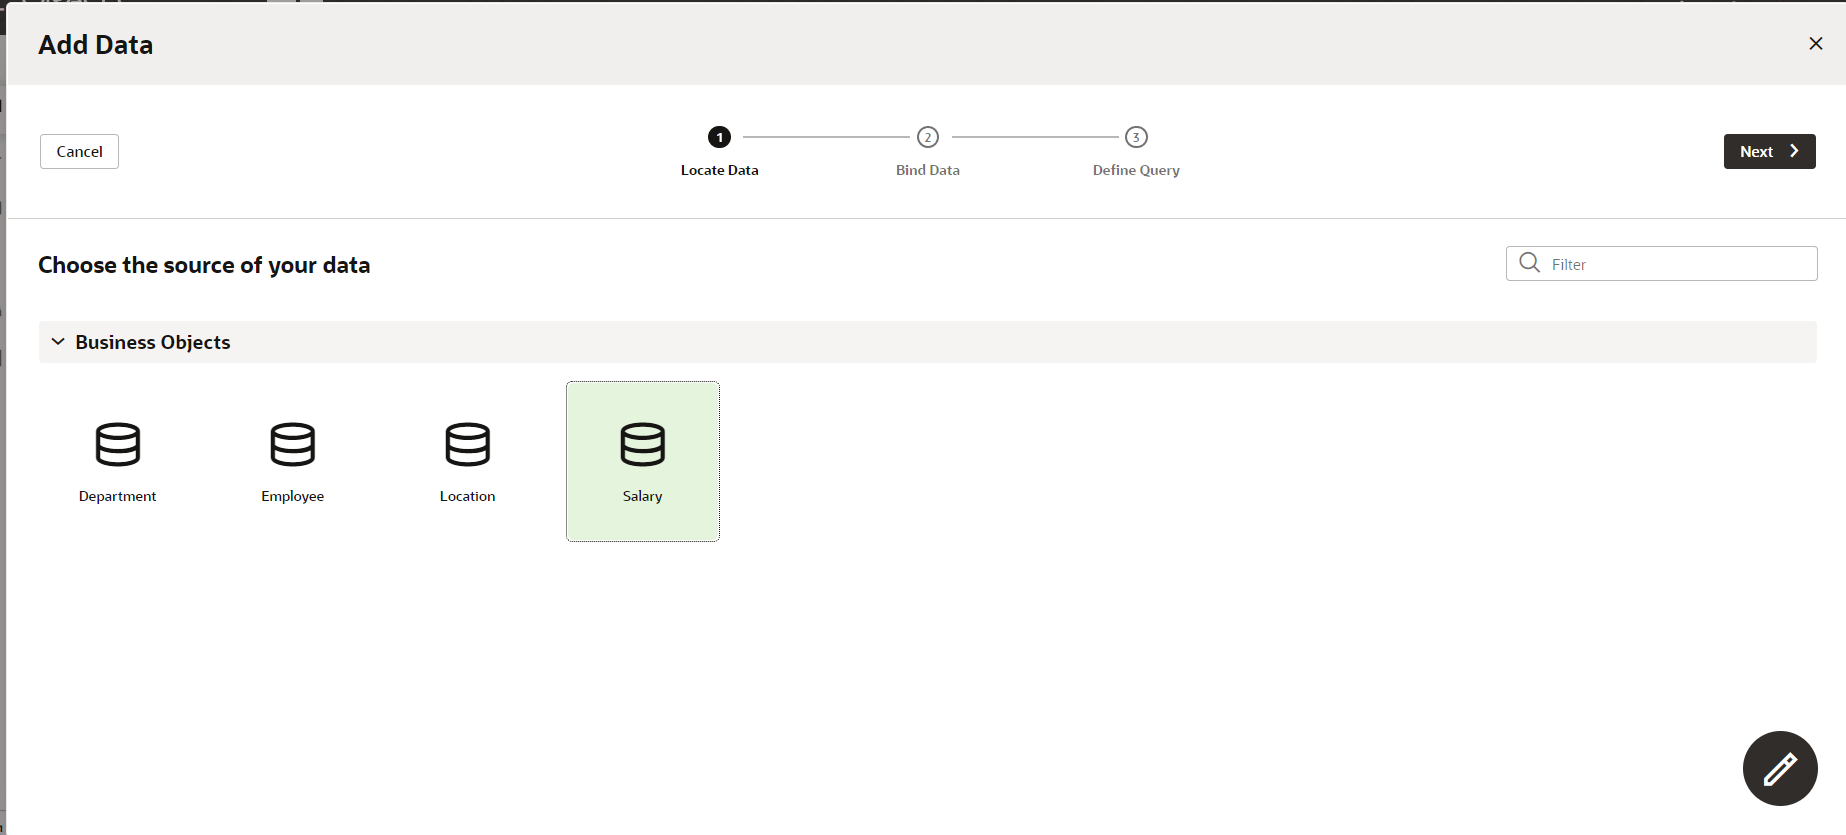 Add Data
Cancel
1
2
3
Locate Data
Bind Data
Define Query
Next
Choose the source of your data
Filter
Business Objects
Department
Employee
Location
Salary